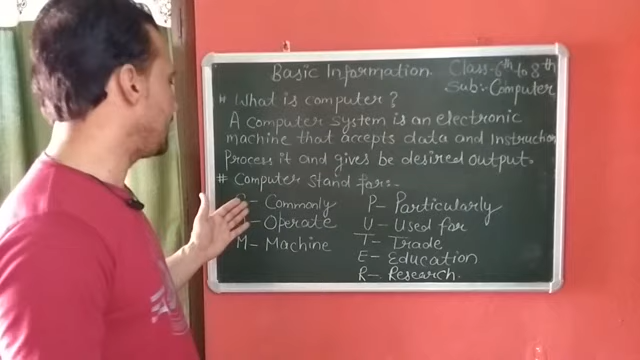 Basic Information
Class-6th to 8th
Sub:-Computer
# What is computer?
A computer system is an electronic
machine that accepts data and Instruction
Process it and gives be desired output.
# Computer Stand for:-
C- Commonly
Operate
M- Machine
P- Particularly
U- Used for
T- Trade
E- Education
R- Research.